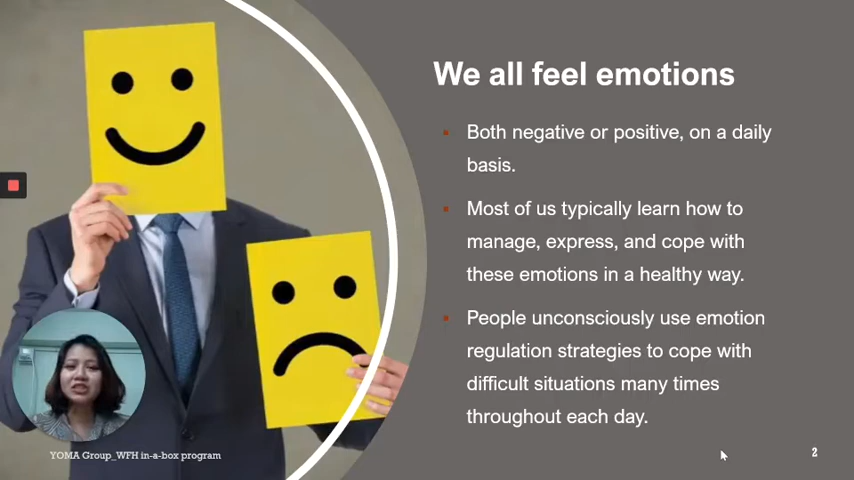 We all feel emotions
Both negative or positive, on a daily
basis.
Most of us typically learn how to
manage, express, and cope with
these emotions in a healthy way.
People unconsciously use emotion
regulation strategies to cope with
difficult situations many times
throughout each day.
YOMA Group_WFH in-a-box program
2